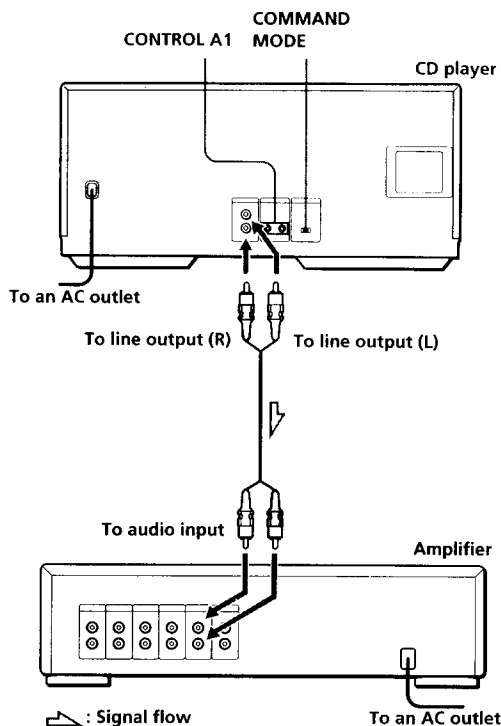 COMMAND
CONTROL A1 MODE
CD player
To an AC outlet
To line output (R) To line output (L)
To audio input
Amplifier
: Signal flow To an AC outlet